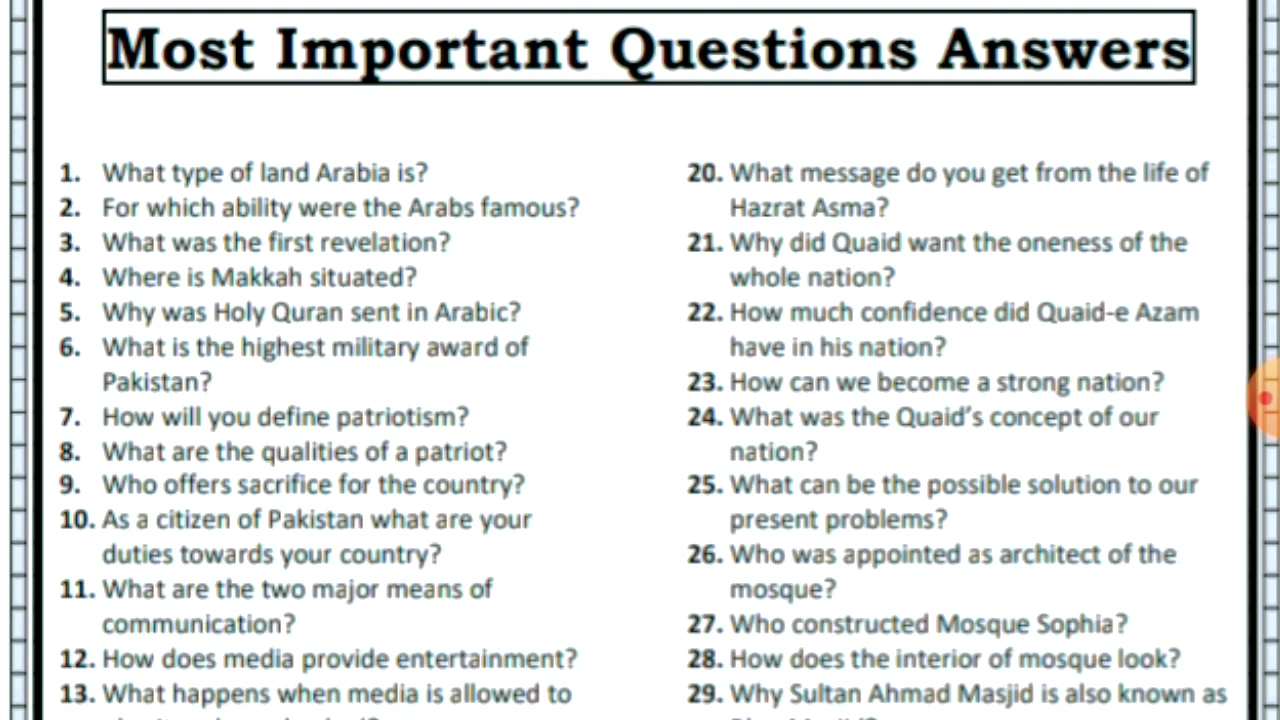 Most Important Questions Answers
1. What type of land Arabia is?
2. For which ability were the Arabs famous?
3. What was the first revelation?
4. Where is Makkah situated?
5. Why was Holy Quran sent in Arabic?
6. What is the highest military award of
Pakistan?
7. How will you define patriotism?
8. What are the qualities of a patriot?
9. Who offers sacrifice for the country?
10. As a citizen of Pakistan what are your
duties towards your country?
11. What are the two major means of
communication?
12. How does media provide entertainment?
13. What happens when media is allowed to
20. What message do you get from the life of
Hazrat Asma?
21. Why did Quaid want the oneness of the
whole nation?
22. How much confidence did Quaid-e Azam
have in his nation?
23. How can we become a strong nation?
24. What was the Quaid's concept of our
nation?
25. What can be the possible solution to our
present problems?
26. Who was appointed as architect of the
mosque?
27. Who constructed Mosque Sophia?
28. How does the interior of mosque look?
29. Why Sultan Ahmad Masjid is also known as